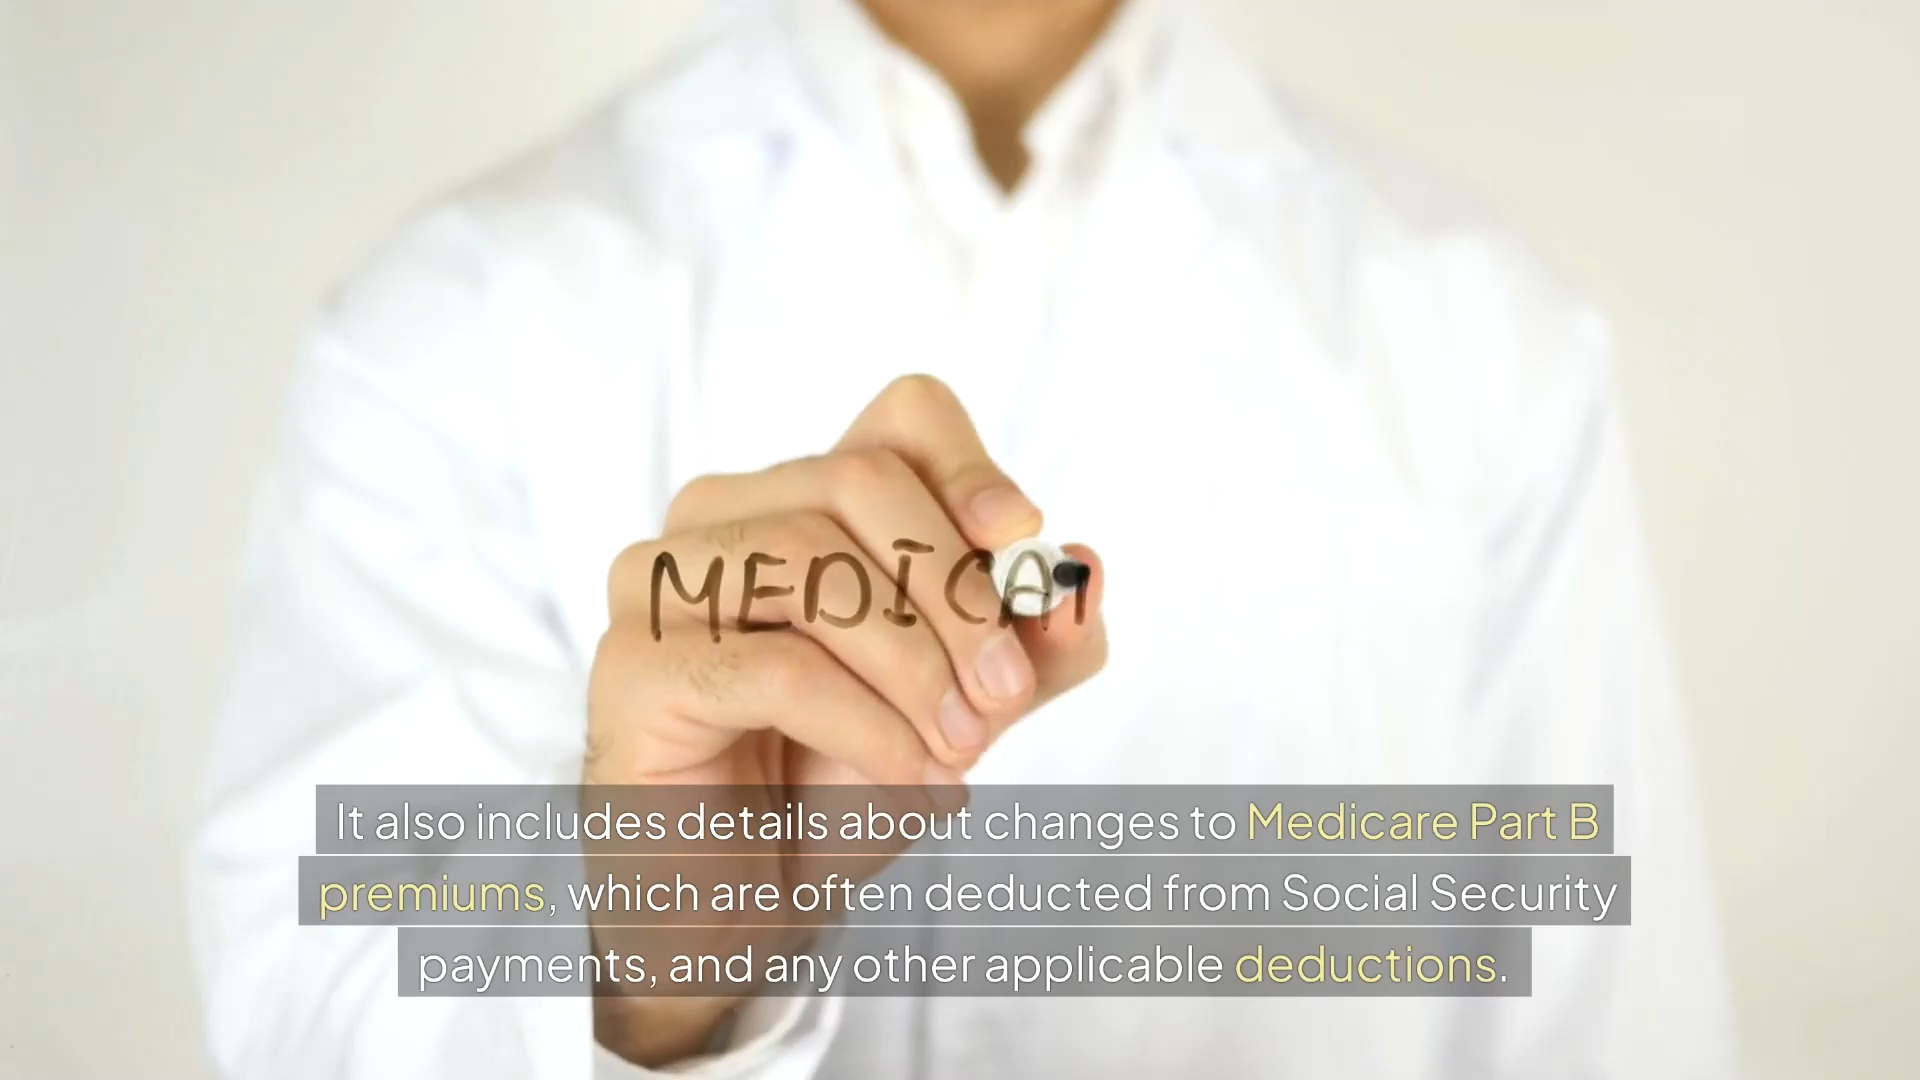 MEDICA
It also includes details about changes to Medicare Part B
premiums, which are often deducted from Social Security
payments, and any other applicable deductions.